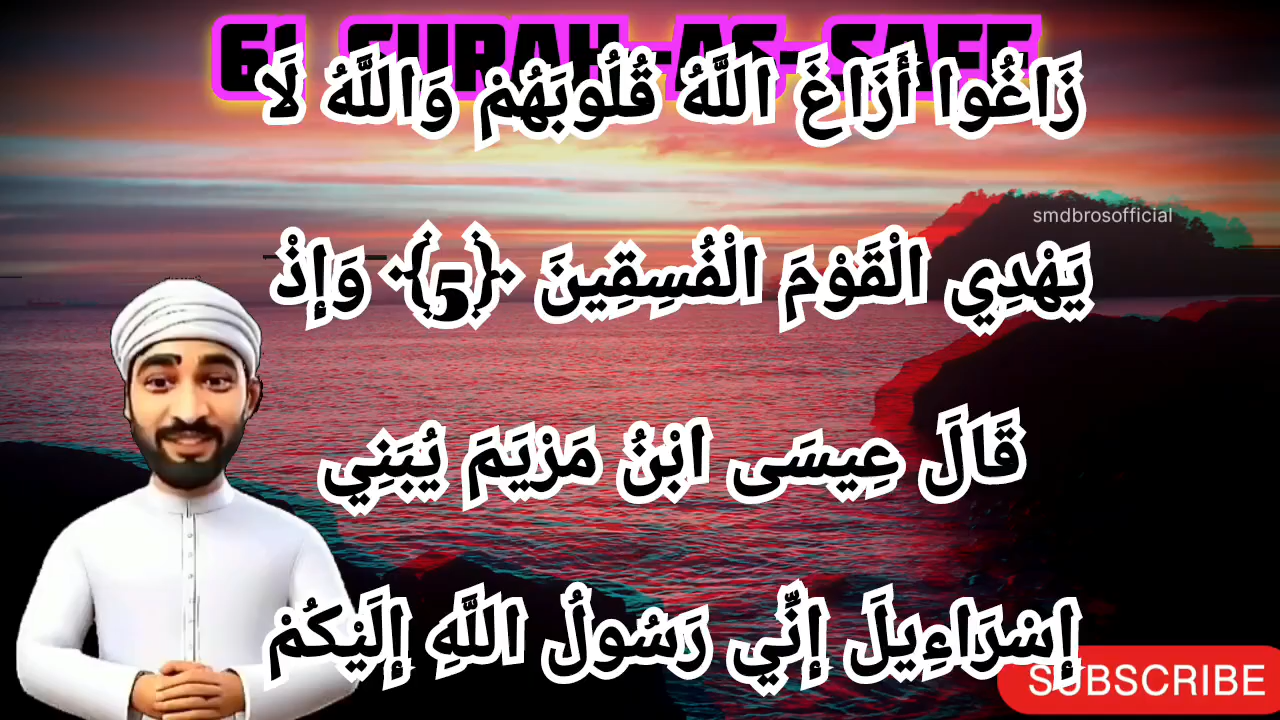 61 SURAH-AS-SAFF
زَاغُوا أَزَاغَ اللَّهُ قُلُوبَهُمْ وَاللَّهُ لَا
smdbrosofficial
يَهْدِي الْقَوْمَ الْفُسِقِينَ ﴿5﴾ وَإِذْ
قَالَ عِيسَى ابْنُ مَرْيَمَ يُبَنِي
إِسْرَاءِيلَ إِنِّي رَسُولُ اللَّهِ إِلَيْكُمْ
SUBSCRIBE